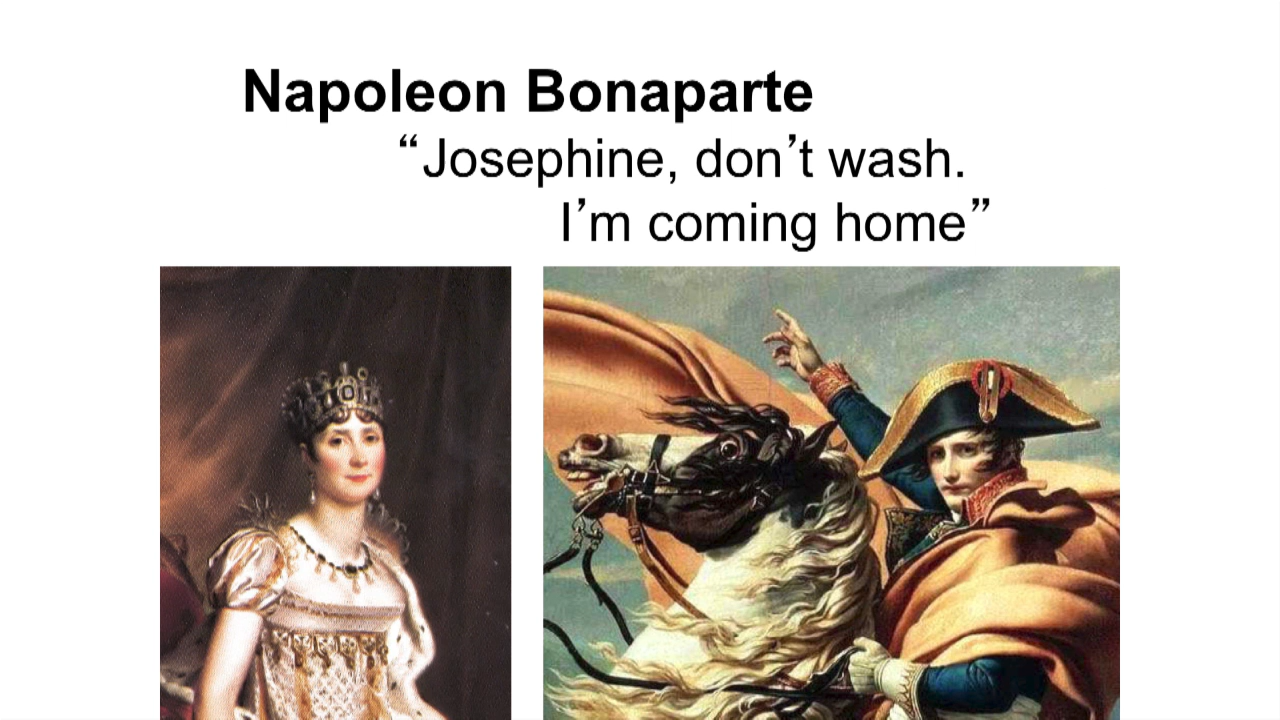 Napoleon Bonaparte
“Josephine, don’t wash.
I’m coming home”